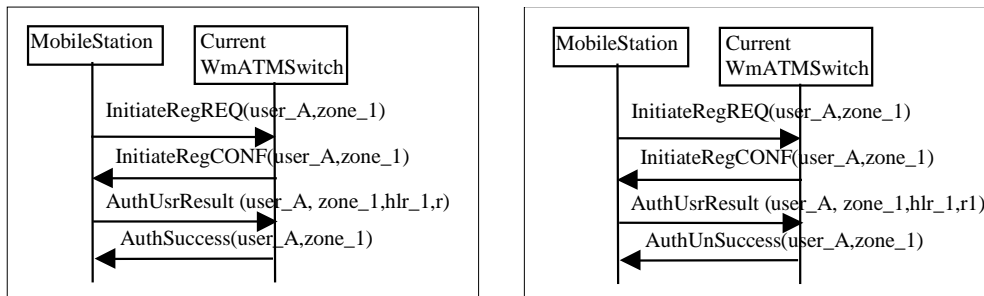 MobileStation
Current
WmATMSwitch
InitiateRegREQ(user_A,zone_1)
InitiateRegCONF(user_A,zone_1)
AuthUsrResult (user_A, zone_1,hlr_1,r)
AuthSuccess(user_A,zone_1)
MobileStation
Current
WmATMSwitch
InitiateRegREQ(user_A,zone_1)
InitiateRegCONF(user_A,zone_1)
AuthUsrResult (user_A, zone_1,hlr_1,r1)
AuthUnSuccess(user_A,zone_1)